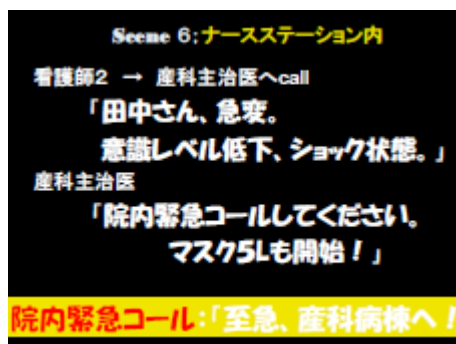 Scene 6:ナースステーション内
看護師2 → 産科主治医へcall
「田中さん、急変。
意識レベル低下、ショック状態。」
産科主治医
「院内緊急コールしてください。
マスク5Lも開始！」
院内緊急コール:「至急、産科病棟へ！